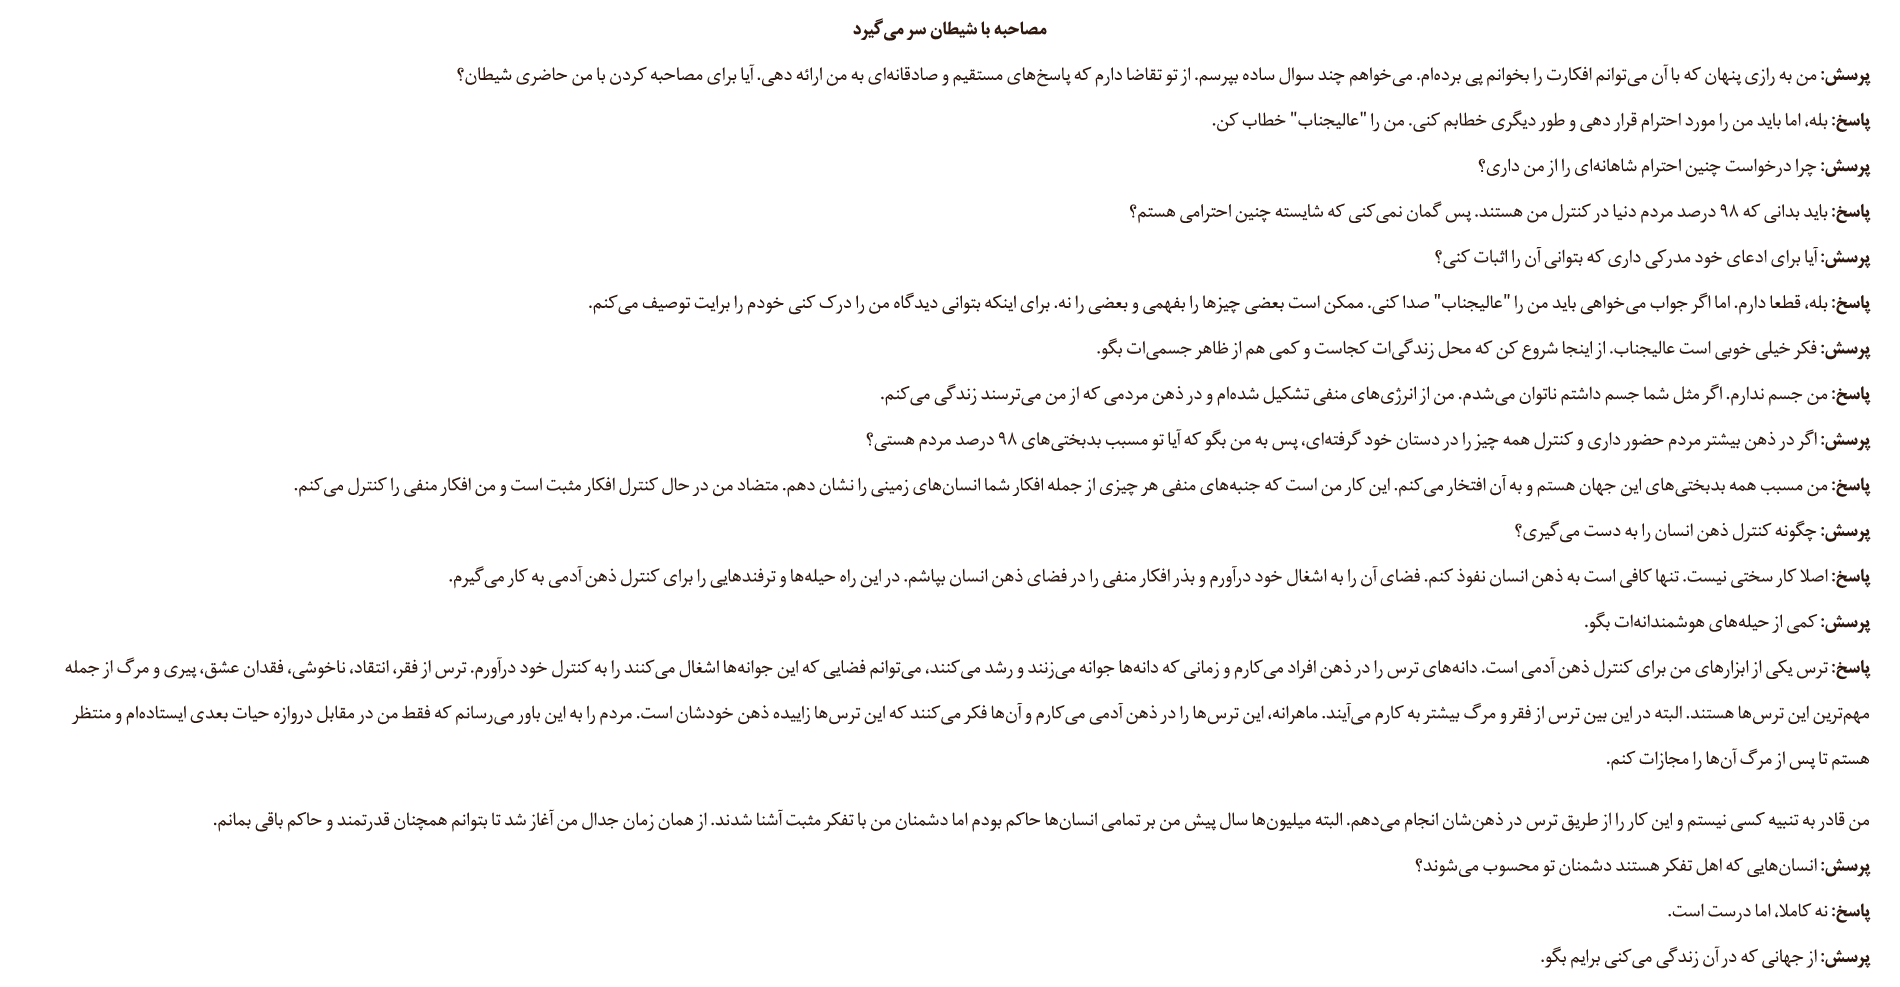 مصاحبه با شیطان سر می‌گیرد
پرسش: من به رازی پنهان که با آن می‌توانم افکارت را بخوانم پی برده‌ام. می‌خواهم چند سوال ساده بپرسم. از تو تقاضا دارم که پاسخ‌های مستقیم و صادقانه‌ای به من ارائه دهی. آیا برای مصاحبه کردن با من حاضری شیطان؟
پاسخ: بله، اما باید من را مورد احترام قرار دهی و طور دیگری خطابم کنی. من را "عالیجناب" خطاب کن.
پرسش: چرا درخواست چنین احترام شاهانه‌ای را از من داری؟
پاسخ: باید بدانی که ۹۸ درصد مردم دنیا در کنترل من هستند. پس گمان نمی‌کنی که شایسته چنین احترامی هستم؟
پرسش: آیا برای ادعای خود مدرکی داری که بتوانی آن را اثبات کنی؟
پاسخ: بله، قطعا دارم. اما اگر جواب می‌خواهی باید من را "عالیجناب" صدا کنی. ممکن است بعضی چیزها را بفهمی و بعضی را نه. برای اینکه بتوانی دیدگاه من را درک کنی خودم را برایت توصیف می‌کنم.
پرسش: فکر خیلی خوبی است عالیجناب. از اینجا شروع کن که محل زندگی‌ات کجاست و کمی هم از ظاهر جسمی‌ات بگو.
پاسخ: من جسم ندارم. اگر مثل شما جسم داشتم ناتوان می‌شدم. من از انرژی‌های منفی تشکیل شده‌ام و در ذهن مردمی که از من می‌ترسند زندگی می‌کنم.
پرسش: اگر در ذهن بیشتر مردم حضور داری و کنترل همه چیز را در دستان خود گرفته‌ای، پس به من بگو که آیا تو مسبب بدبختی‌های ۹۸ درصد مردم هستی؟
پاسخ: من مسبب همه بدبختی‌های این جهان هستم و به آن افتخار می‌کنم. این کار من است که جنبه‌های منفی هر چیزی از جمله افکار شما انسان‌های زمینی را نشان دهم. متضاد من در حال کنترل افکار مثبت است و من افکار منفی را کنترل می‌کنم.
پرسش: چگونه کنترل ذهن انسان را به دست می‌گیری؟
پاسخ: اصلا کار سختی نیست. تنها کافی است به ذهن انسان نفوذ کنم. فضای آن را به اشغال خود درآورم و بذر افکار منفی را در فضای ذهن انسان بپاشم. در این راه حیله‌ها و ترفندهایی را برای کنترل ذهن آدمی به کار می‌گیرم.
پرسش: کمی از حیله‌های هوشمندانه‌ات بگو.
پاسخ: ترس یکی از ابزارهای من برای کنترل ذهن آدمی است. دانه‌های ترس را در ذهن افراد می‌کارم و زمانی که دانه‌ها جوانه می‌زنند و رشد می‌کنند، می‌توانم فضایی که این جوانه‌ها اشغال می‌کنند را به کنترل خود درآورم. ترس از فقر، انتقاد، ناخوشی، فقدان عشق، پیری و مرگ از جمله
مهم‌ترین این ترس‌ها هستند. البته در این بین ترس از فقر و مرگ بیشتر به کارم می‌آیند. ماهرانه، این ترس‌ها را در ذهن آدمی می‌کارم و آن‌ها فکر می‌کنند که این ترس‌ها زاییده ذهن خودشان است. مردم را به این باور می‌رسانم که فقط من در مقابل دروازه حیات بعدی ایستاده‌ام و منتظر
هستم تا پس از مرگ آن‌ها را مجازات کنم.
من قادر به تنبیه کسی نیستم و این کار را از طریق ترس در ذهن‌شان انجام می‌دهم. البته میلیون‌ها سال پیش من بر تمامی انسان‌ها حاکم بودم اما دشمنان من با تفکر مثبت آشنا شدند. از همان زمان جدال من آغاز شد تا بتوانم همچنان قدرتمند و حاکم باقی بمانم.
پرسش: انسان‌هایی که اهل تفکر هستند دشمنان تو محسوب می‌شوند؟
پاسخ: نه کاملا، اما درست است.
پرسش: از جهانی که در آن زندگی می‌کنی برایم بگو.